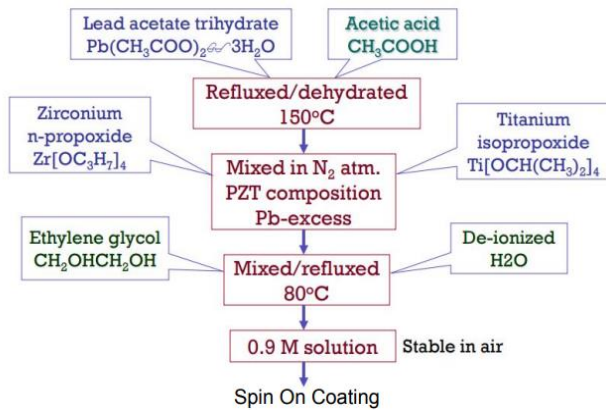 Lead acetate trihydrate
Pb(CH₃COO)₂ 3H₂O
Acetic acid
CH₃COOH
Refluxed/dehydrated
150°C
Zirconium
n-propoxide
Zr[OC₃H₇]₄
Titanium
isopropoxide
Ti[OCH(CH₃)₂]₄
Mixed in N₂ atm.
PZT composition
Pb-excess
Ethylene glycol
CH₂OHCH₂OH
De-ionized
H2O
Mixed/refluxed
80°C
0.9 M solution
Stable in air
Spin On Coating